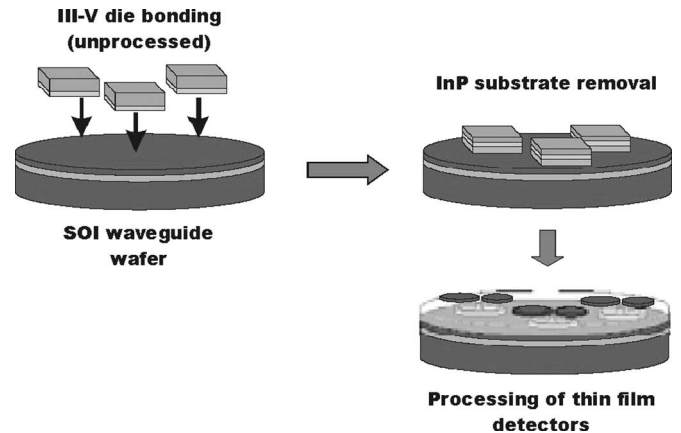 III-V die bonding
(unprocessed)
InP substrate removal
SOI waveguide
wafer
Processing of thin film
detectors